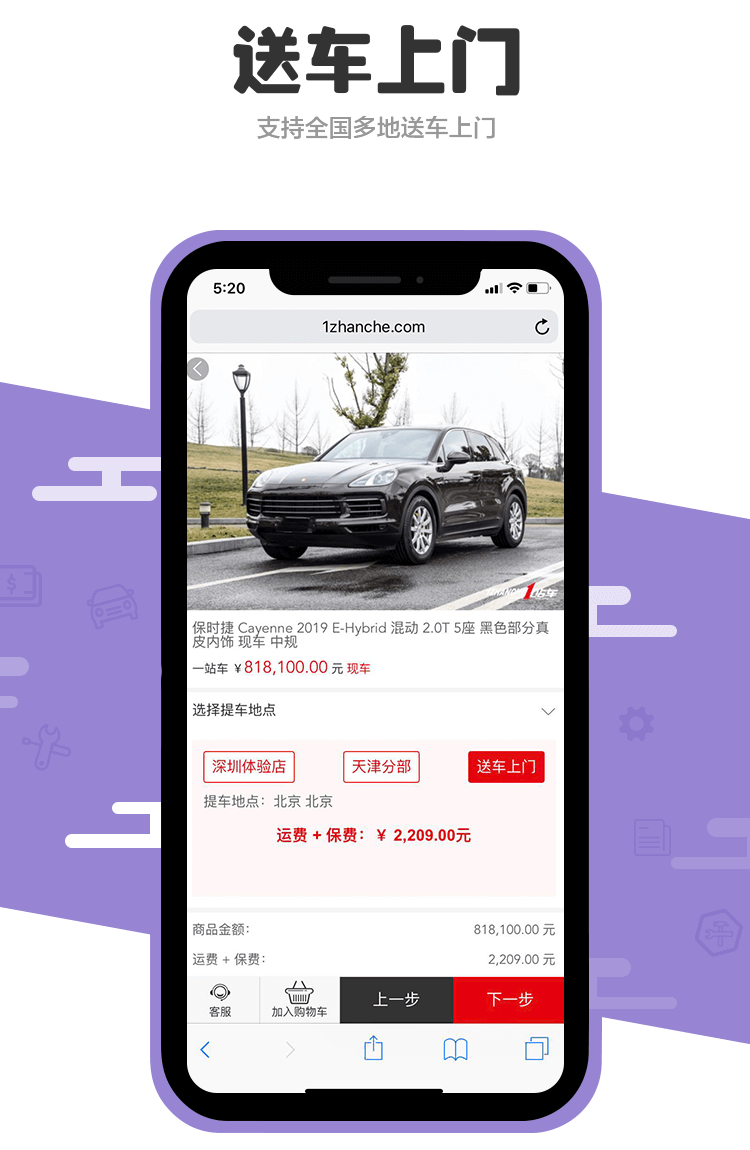 送车上门
支持全国多地送车上门
5:20
1zhanche.com
1站车
保时捷 Cayenne 2019 E-Hybrid 混动 2.0T 5座 黑色部分真
皮内饰 现车 中规
一站车 ￥818,100.00 元 现车
选择提车地点
深圳体验店 天津分部 送车上门
提车地点：北京 北京
运费 + 保费：￥ 2,209.00元
商品金额： 818,100.00 元
运费 + 保费： 2,209.00 元
客服 加入购物车 上一步 下一步